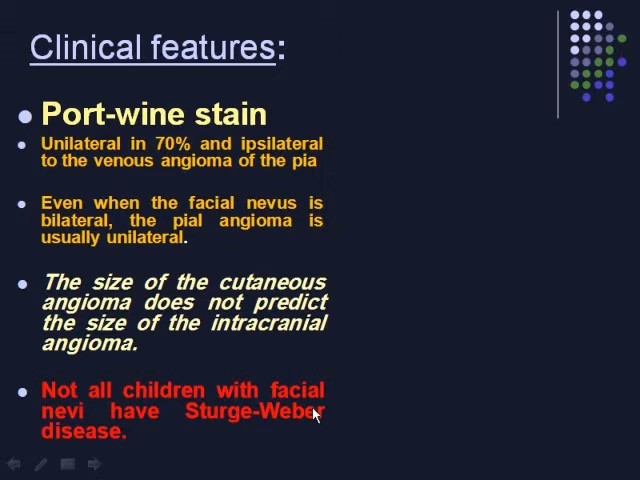 Clinical features:
Port-wine stain
Unilateral in 70% and ipsilateral
to the venous angioma of the pia
Even when the facial nevus is
bilateral, the pial angioma is
usually unilateral.
The size of the cutaneous
angioma does not predict
the size of the intracranial
angioma.
Not all children with facial
nevi have Sturge-Weber
disease.